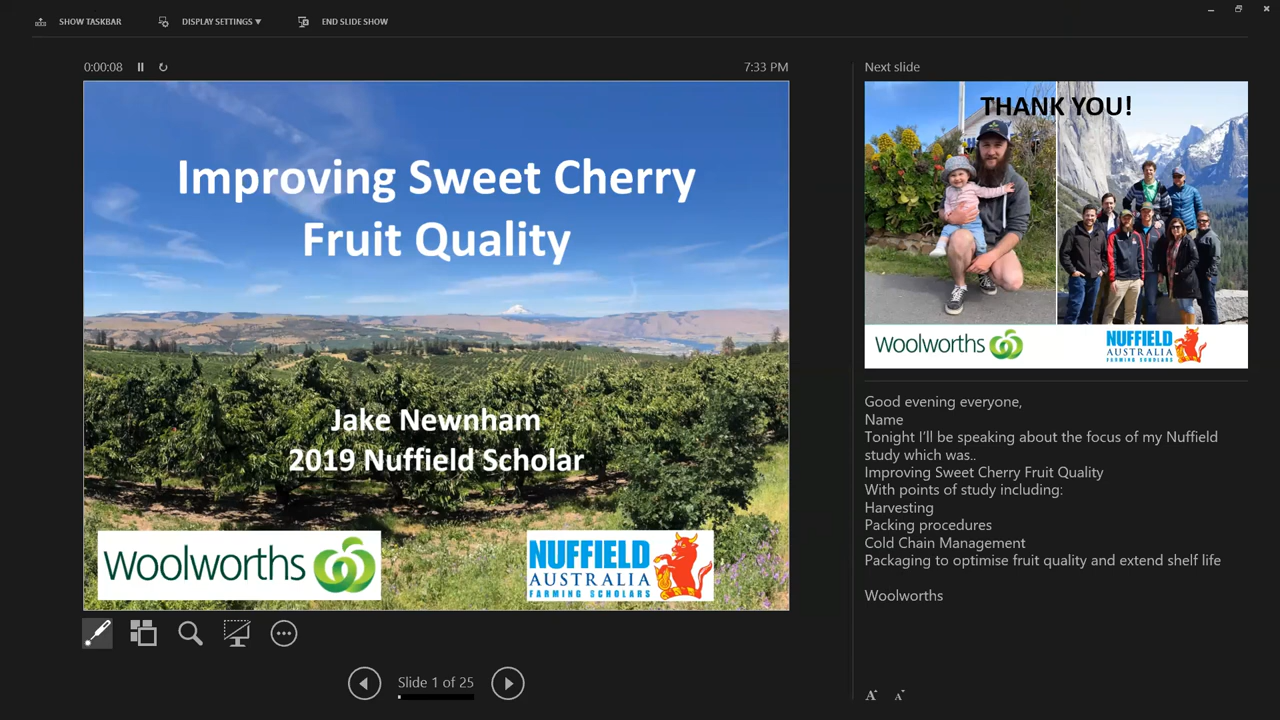 SHOW TASKBAR
DISPLAY SETTINGS ▼
END SLIDE SHOW
0:00:08
7:33 PM
Improving Sweet Cherry
Fruit Quality
Jake Newnham
2019 Nuffield Scholar
Woolworths
NUFFIELD
AUSTRALIA
FARMING SCHOLARS
Slide 1 of 25
Next slide
THANK YOU!
Woolworths
NUFFIELD
AUSTRALIA
FARMING SCHOLARS
Good evening everyone,
Name
Tonight I'll be speaking about the focus of my Nuffield
study which was..
Improving Sweet Cherry Fruit Quality
With points of study including:
Harvesting
Packing procedures
Cold Chain Management
Packaging to optimise fruit quality and extend shelf life
Woolworths
A A